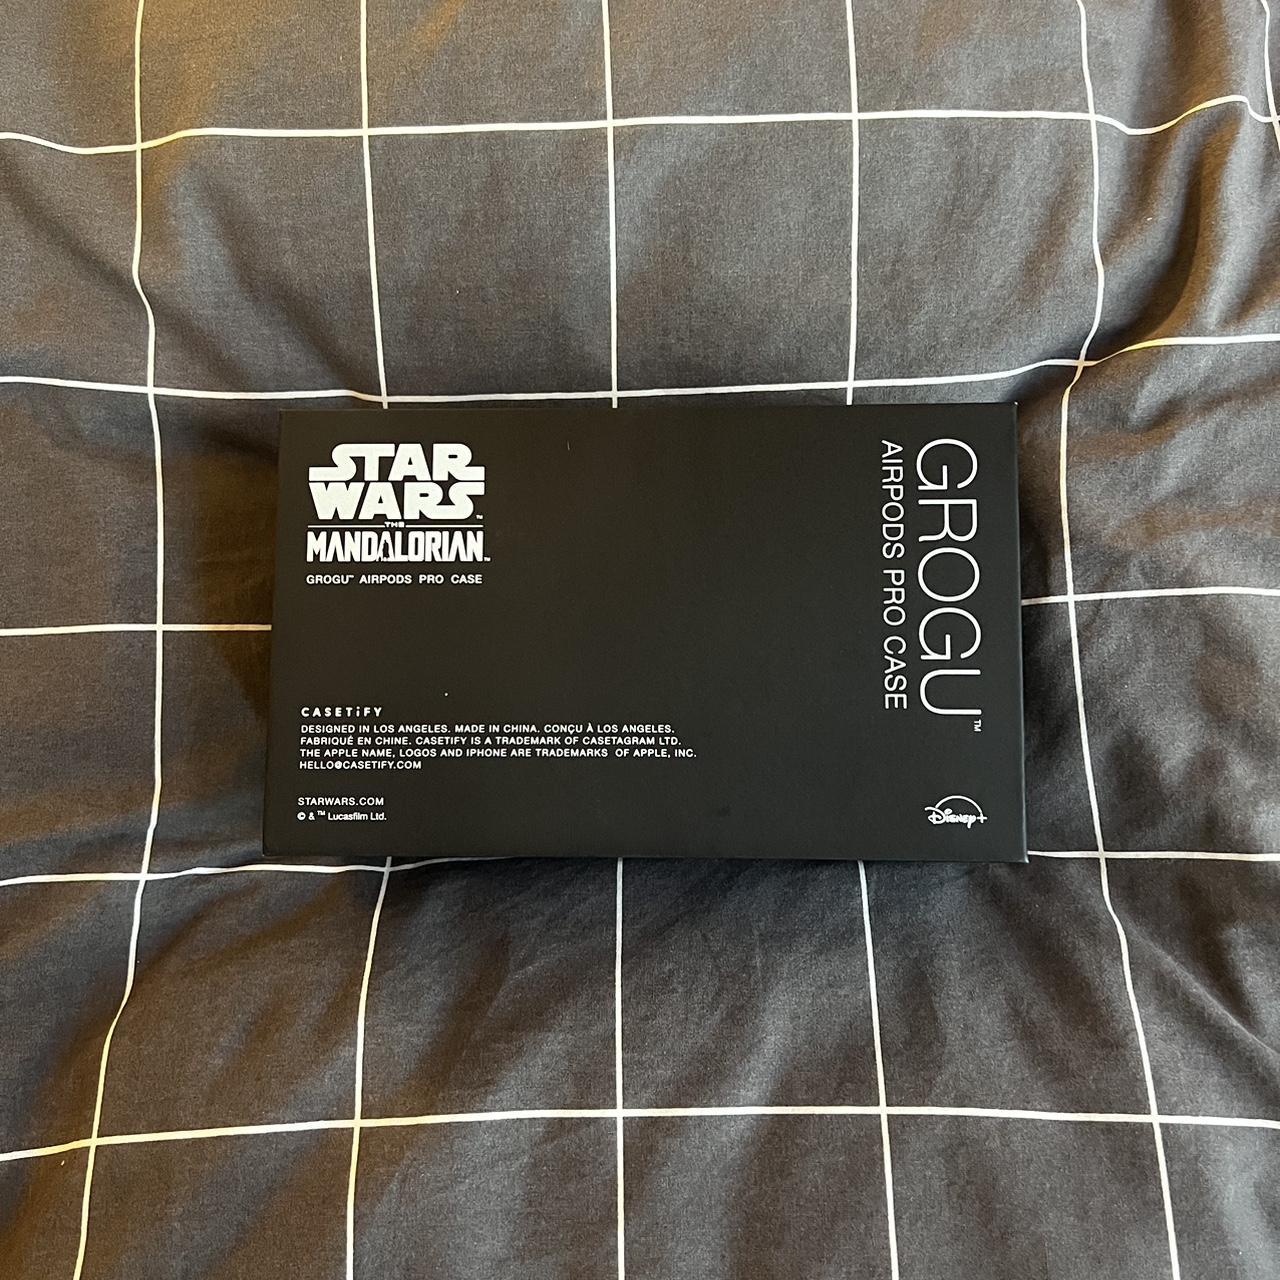 STAR
WARS™
THE
MANDALORIAN™
GROGU™ AIRPODS PRO CASE
CASETiFY
DESIGNED IN LOS ANGELES. MADE IN CHINA. CONÇU À LOS ANGELES.
FABRIQUÉ EN CHINE. CASETIFY IS A TRADEMARK OF CASETAGRAM LTD.
THE APPLE NAME, LOGOS AND IPHONE ARE TRADEMARKS OF APPLE, INC.
HELLO@CASETIFY.COM
STARWARS.COM
© & ™ Lucasfilm Ltd.
GROGU™
AIRPODS PRO CASE
Disney+